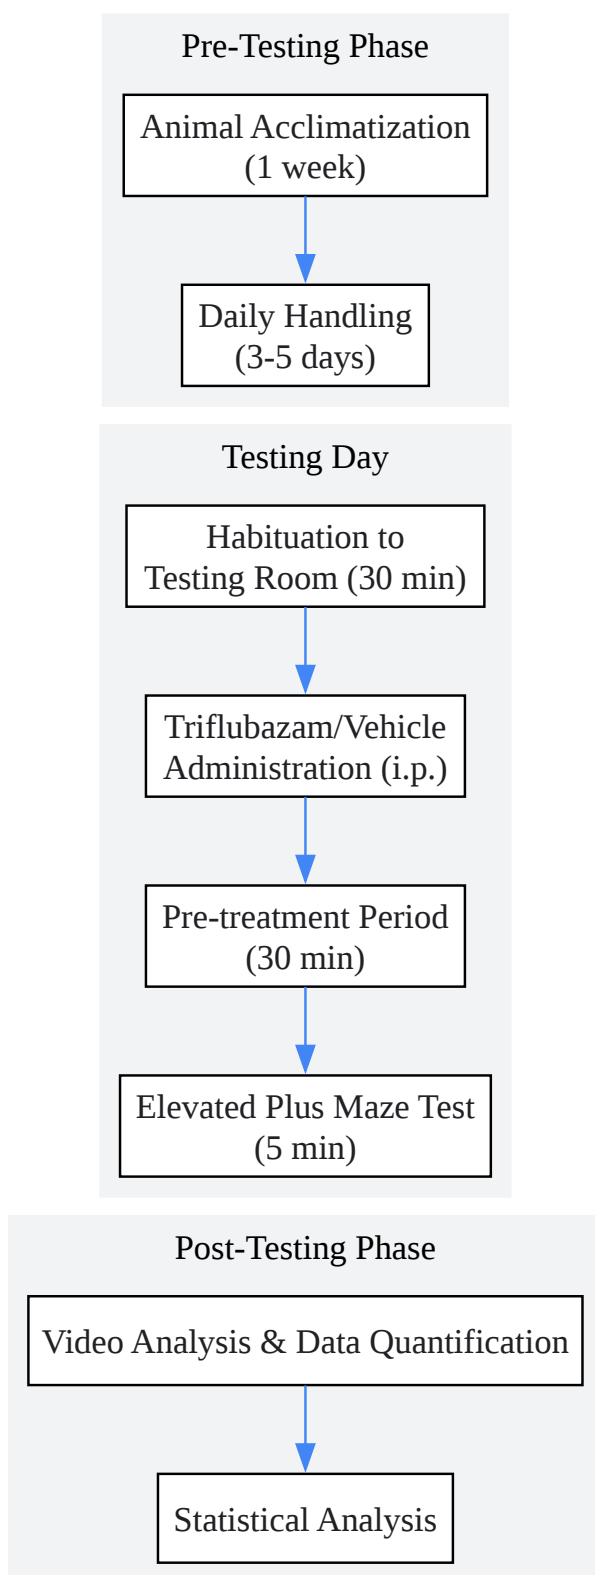 Pre-Testing Phase
Animal Acclimatization
(1 week)
Daily Handling
(3-5 days)
Testing Day
Habituation to
Testing Room (30 min)
Triflubazam/Vehicle
Administration (i.p.)
Pre-treatment Period
(30 min)
Elevated Plus Maze Test
(5 min)
Post-Testing Phase
Video Analysis & Data Quantification
Statistical Analysis